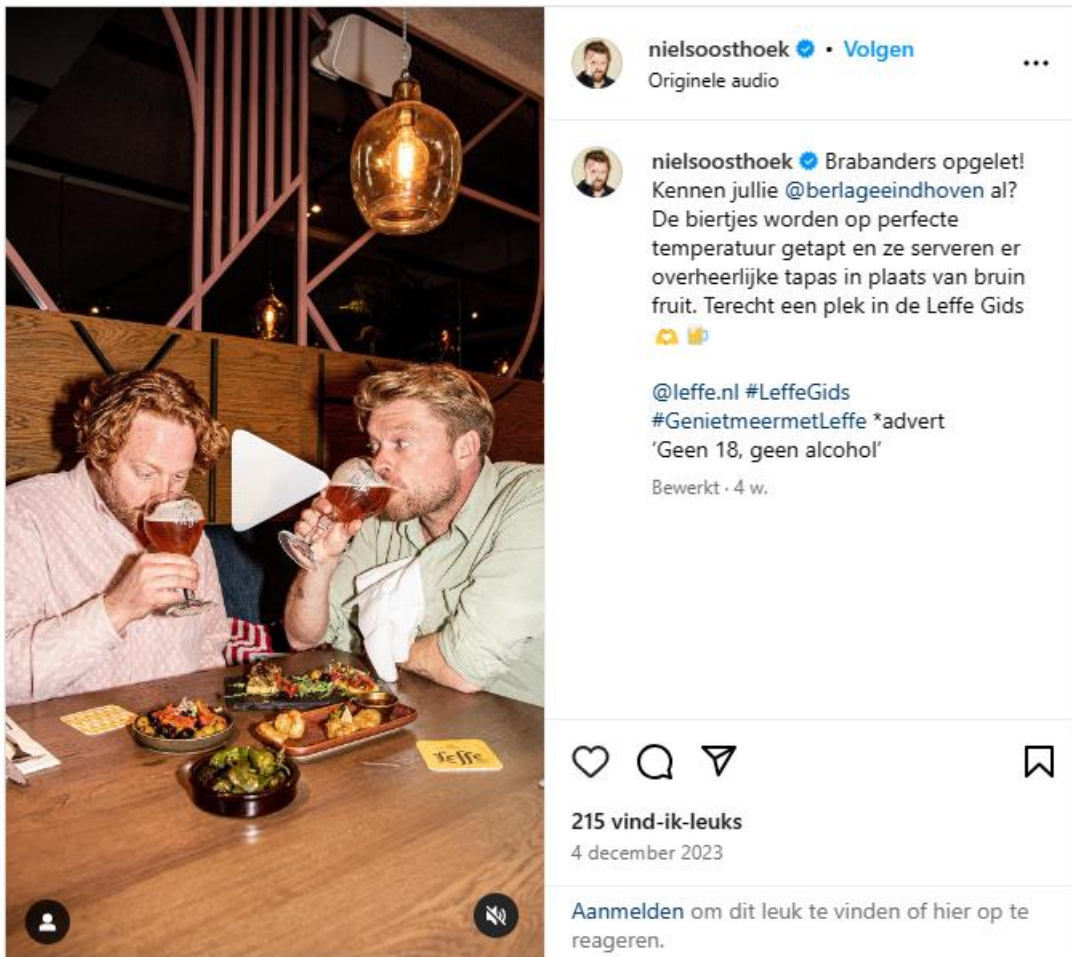 nielsoosthoek • Volgen
Originele audio
nielsoosthoek Brabanders opgelet!
Kennen jullie @berlageeindhoven al?
De biertjes worden op perfecte
temperatuur getapt en ze serveren er
overheerlijke tapas in plaats van bruin
fruit. Terecht een plek in de Leffe Gids
🫶🍺
@leffe.nl #LeffeGids
#GenietmeermetLeffe *advert
‘Geen 18, geen alcohol’
Bewerkt · 4 w.
Leffe
215 vind-ik-leuks
4 december 2023
Aanmelden om dit leuk te vinden of hier op te
reageren.